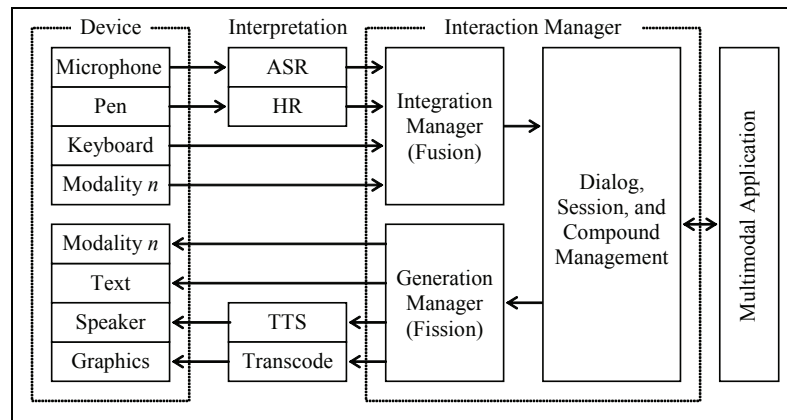 Device
Interpretation
Interaction Manager
Microphone
ASR
Pen
HR
Keyboard
Modality n
Integration
Manager
(Fusion)
Dialog,
Session, and
Compound
Management
Multimodal Application
Modality n
Text
Speaker
TTS
Graphics
Transcode
Generation
Manager
(Fission)